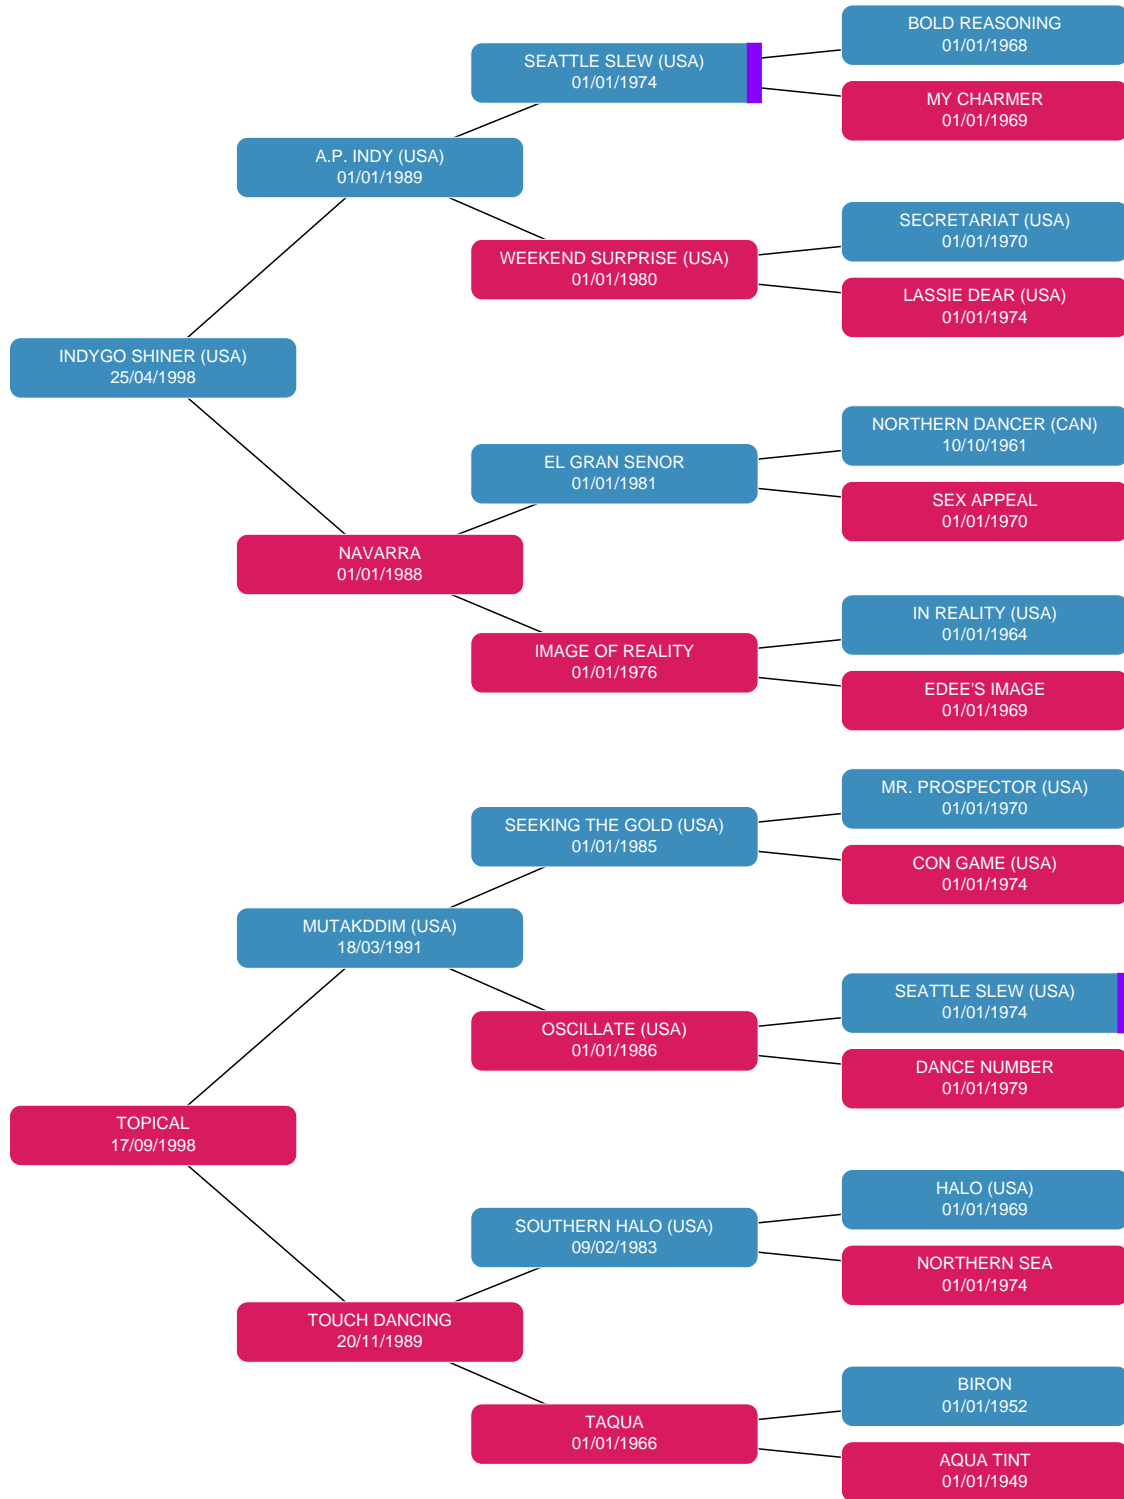 BOLD REASONING
01/01/1968
SEATTLE SLEW (USA)
01/01/1974
MY CHARMER
01/01/1969
A.P. INDY (USA)
01/01/1989
SECRETARIAT (USA)
01/01/1970
WEEKEND SURPRISE (USA)
01/01/1980
LASSIE DEAR (USA)
01/01/1974
INDYGO SHINER (USA)
25/04/1998
NORTHERN DANCER (CAN)
10/10/1961
EL GRAN SENOR
01/01/1981
SEX APPEAL
01/01/1970
NAVARRA
01/01/1988
IN REALITY (USA)
01/01/1964
IMAGE OF REALITY
01/01/1976
EDEE'S IMAGE
01/01/1969
MR. PROSPECTOR (USA)
01/01/1970
SEEKING THE GOLD (USA)
01/01/1985
CON GAME (USA)
01/01/1974
MUTAKDDIM (USA)
18/03/1991
SEATTLE SLEW (USA)
01/01/1974
OSCILLATE (USA)
01/01/1986
DANCE NUMBER
01/01/1979
TOPICAL
17/09/1998
HALO (USA)
01/01/1969
SOUTHERN HALO (USA)
09/02/1983
NORTHERN SEA
01/01/1974
TOUCH DANCING
20/11/1989
BIRON
01/01/1952
TAQUA
01/01/1966
AQUA TINT
01/01/1949